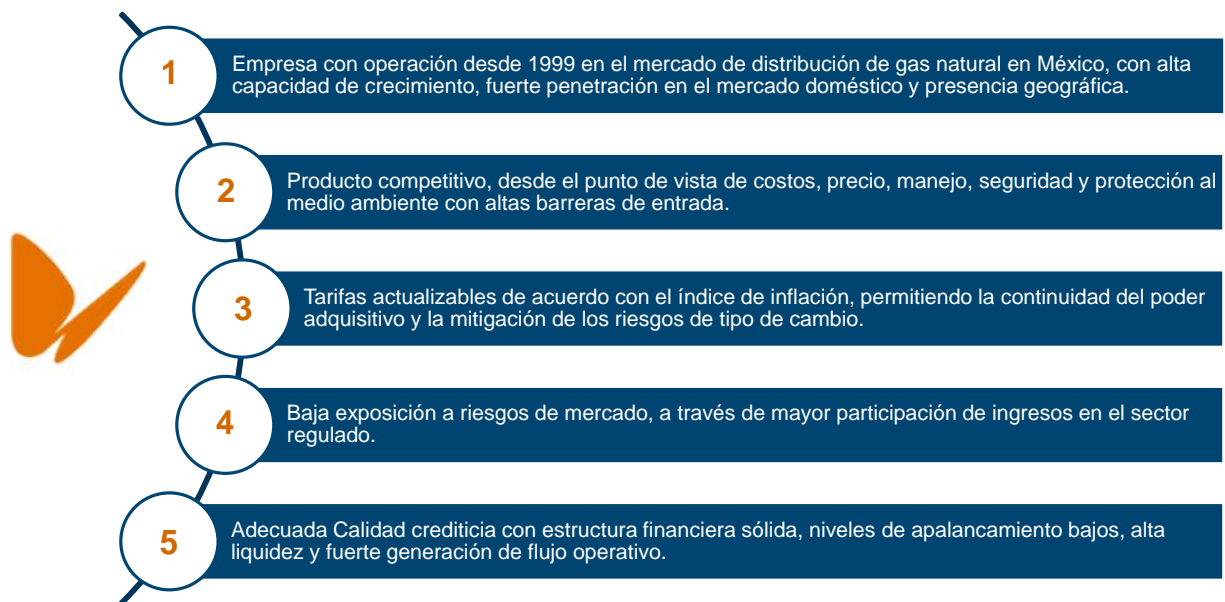 1
Empresa con operación desde 1999 en el mercado de distribución de gas natural en México, con alta
capacidad de crecimiento, fuerte penetración en el mercado doméstico y presencia geográfica.
2
Producto competitivo, desde el punto de vista de costos, precio, manejo, seguridad y protección al
medio ambiente con altas barreras de entrada.
3
Tarifas actualizables de acuerdo con el índice de inflación, permitiendo la continuidad del poder
adquisitivo y la mitigación de los riesgos de tipo de cambio.
4
Baja exposición a riesgos de mercado, a través de mayor participación de ingresos en el sector
regulado.
5
Adecuada Calidad crediticia con estructura financiera sólida, niveles de apalancamiento bajos, alta
liquidez y fuerte generación de flujo operativo.